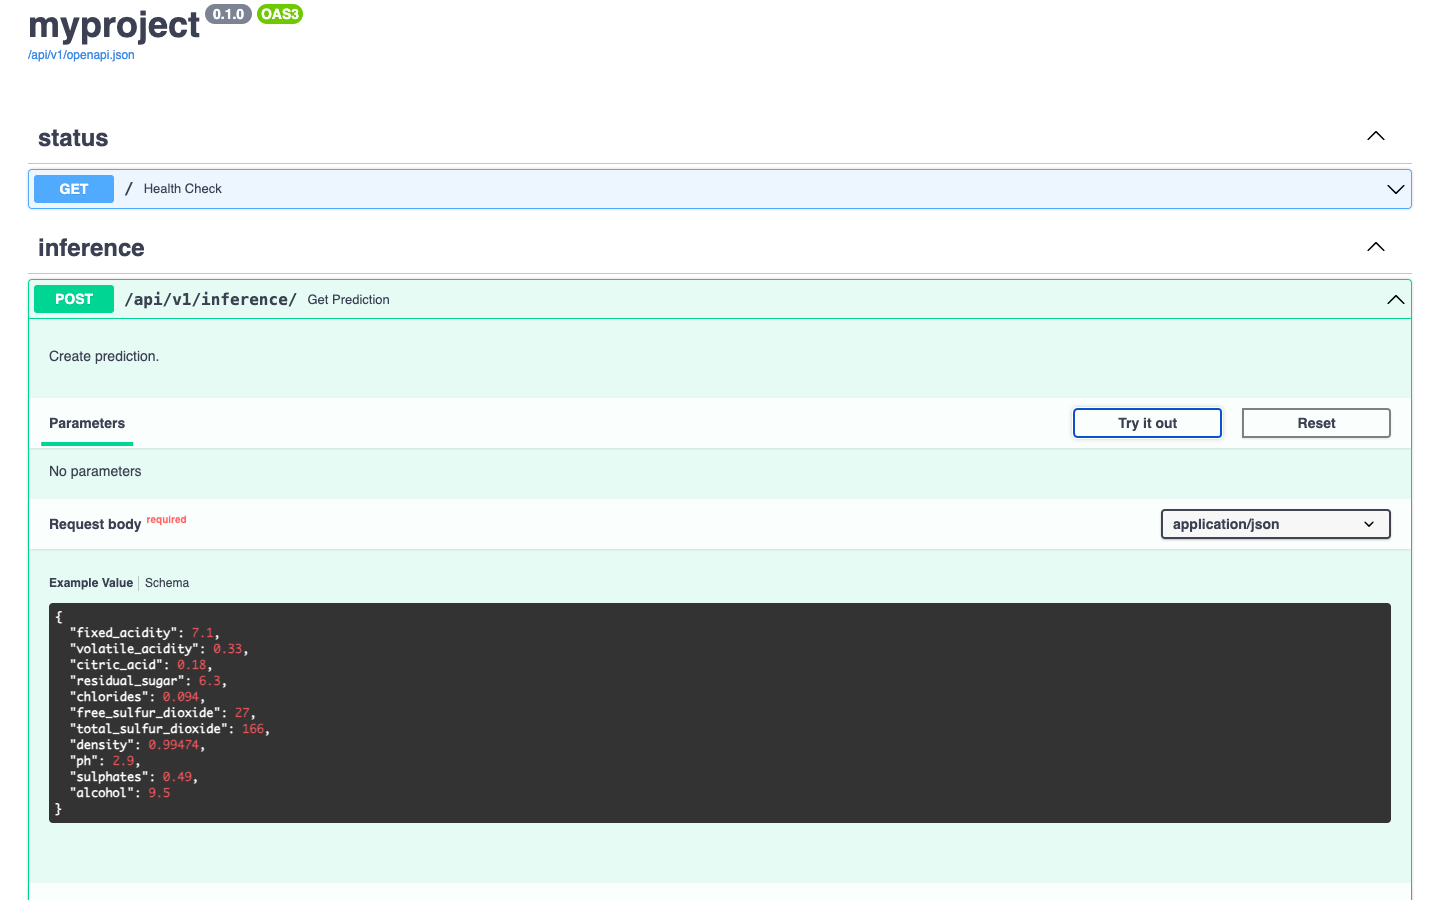 myproject 0.1.0 OAS3
/api/v1/openapi.json
status
GET / Health Check
inference
POST /api/v1/inference/ Get Prediction
Create prediction.
Parameters Try it out Reset
No parameters
Request body required application/json
Example Value Schema
{
  "fixed_acidity": 7.1,
  "volatile_acidity": 0.33,
  "citric_acid": 0.18,
  "residual_sugar": 6.3,
  "chlorides": 0.094,
  "free_sulfur_dioxide": 27,
  "total_sulfur_dioxide": 166,
  "density": 0.99474,
  "ph": 2.9,
  "sulphates": 0.49,
  "alcohol": 9.5
}